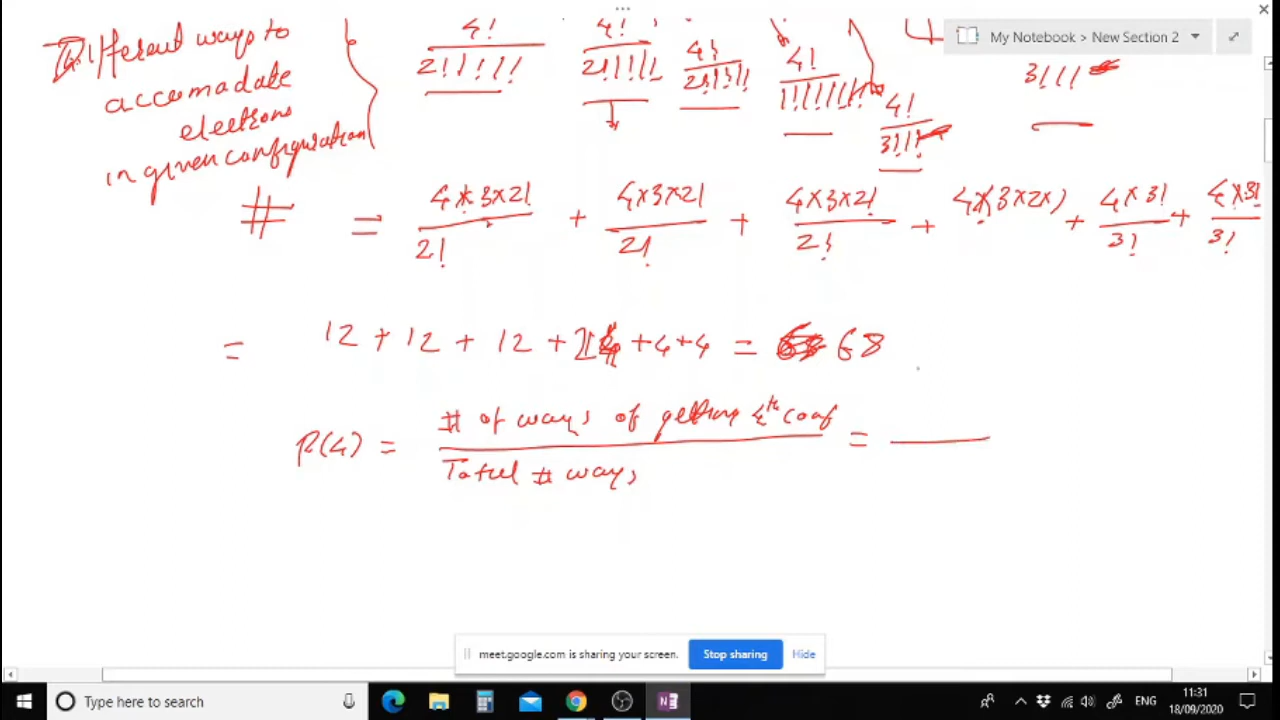 My Notebook > New Section 2
Different ways to
accomadate
electrons
in given configuration
4!
2!1!1!1!
4!
2!1!1!1!
4!
2!1!1!1!
4!
4!
3!1!
3!1!1!
# = 4×3×2!/2! + 4×3×2!/2! + 4×3×2!/2! + 4×(3×2×) + 4×3!/3! + 4×3!/3!
= 12 + 12 + 12 + 24 + 4 + 4 = 68
P(4) = # of ways of getting 4th conf / Total # ways = ___
meet.google.com is sharing your screen.
Stop sharing
Hide
Type here to search
ENG
11:31
18/09/2020